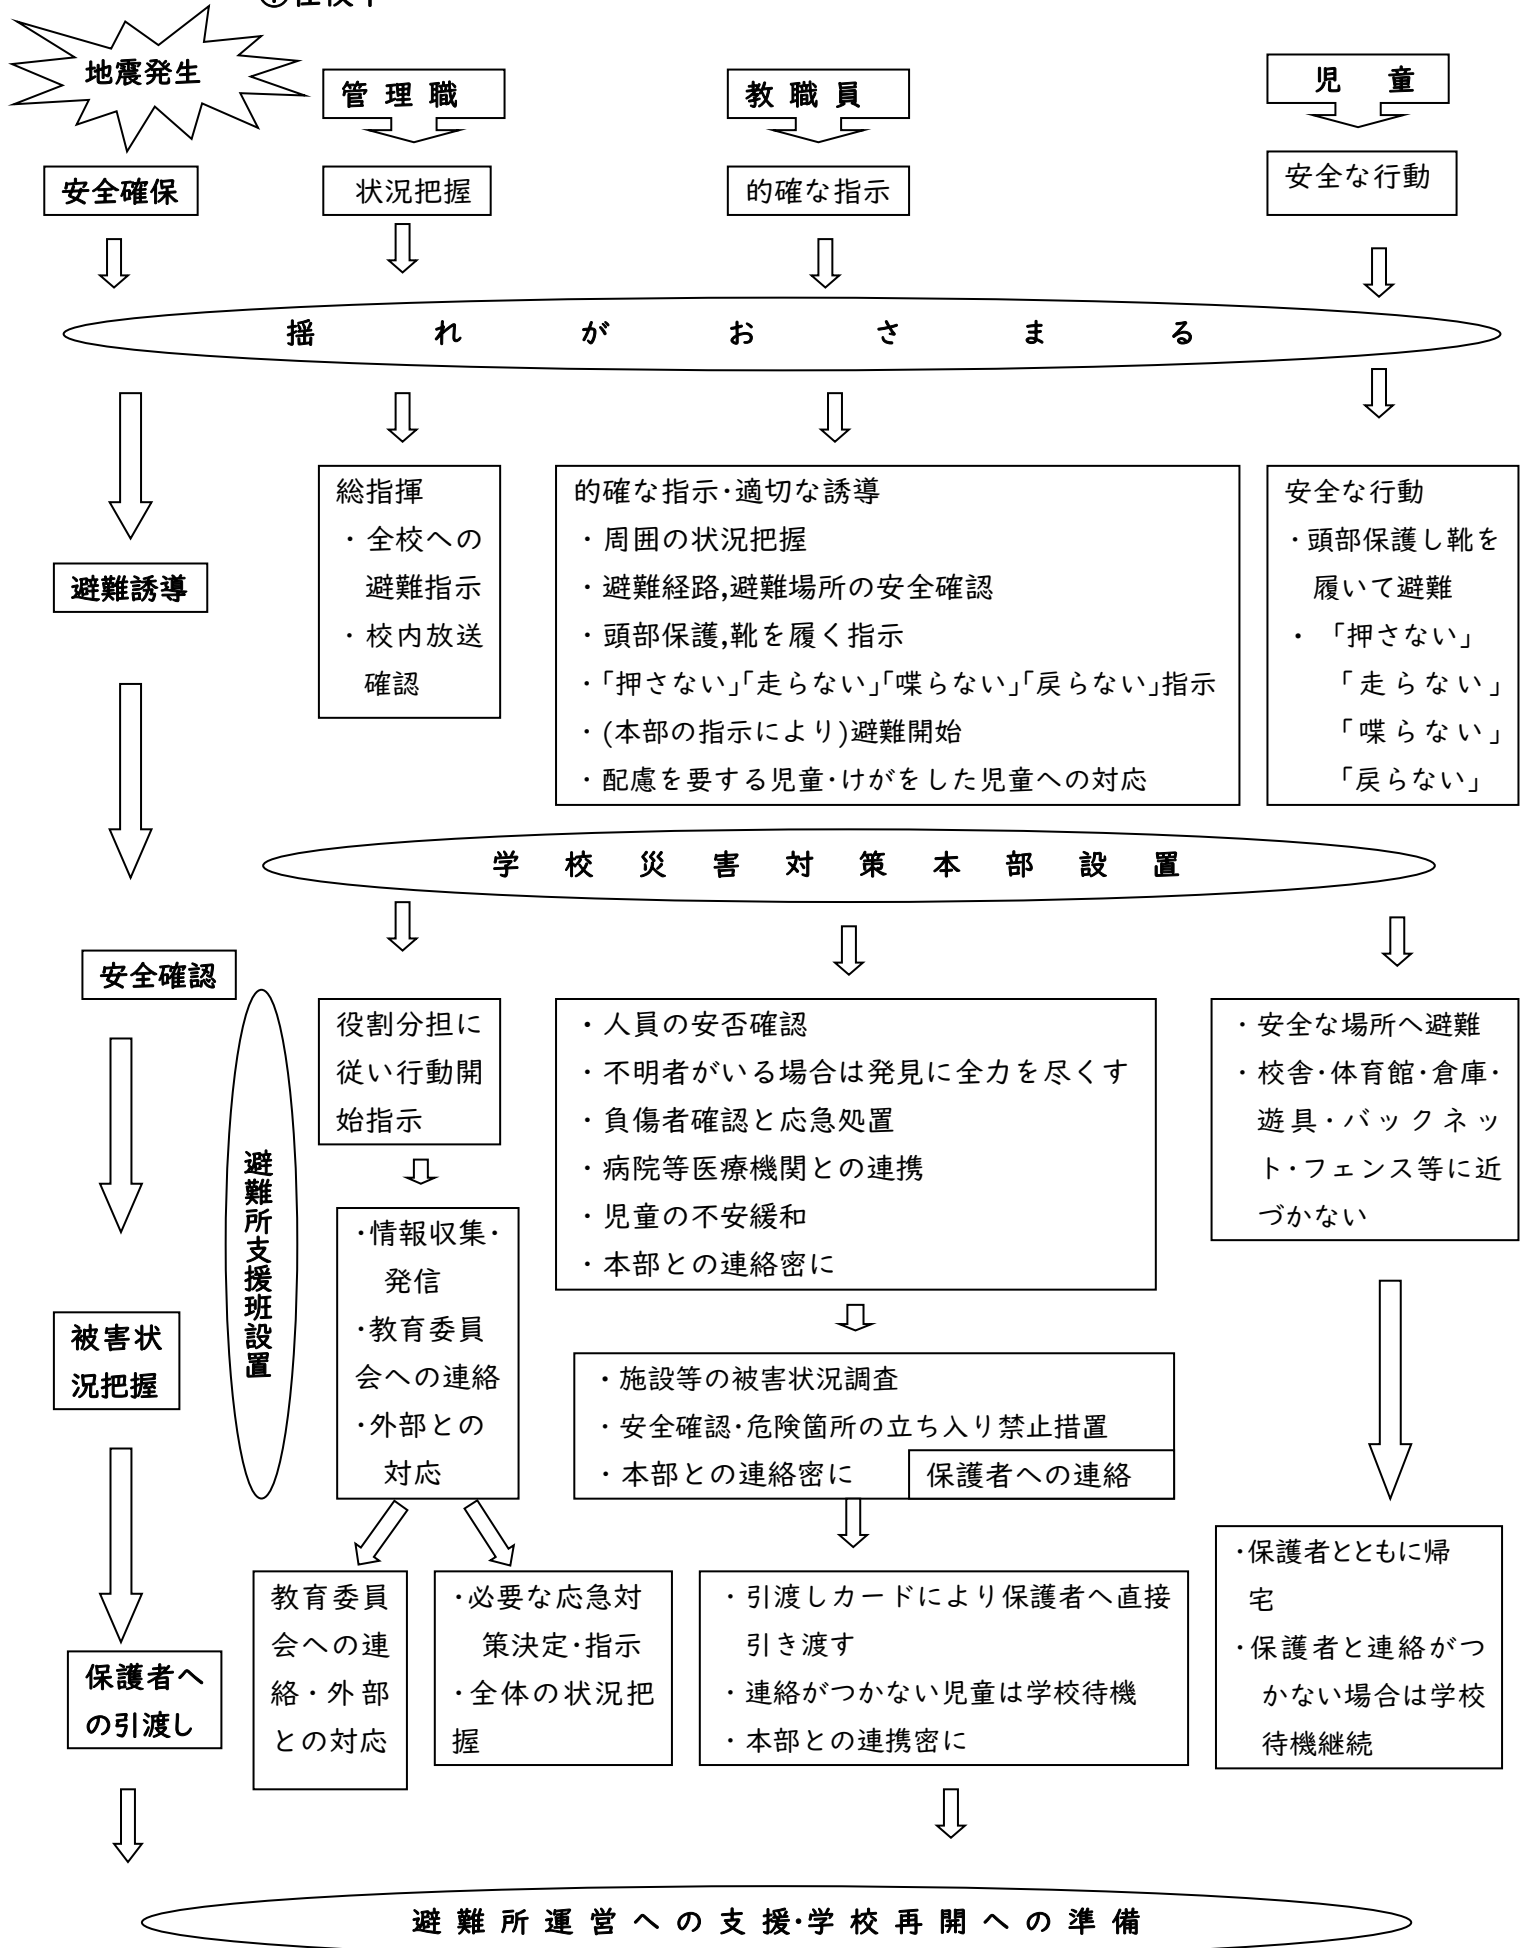 地震発生
管理職
教職員
児童
安全確保
状況把握
的確な指示
安全な行動
揺れがおさまる
避難誘導
総指揮
・全校への
避難指示
・校内放送
確認
的確な指示・適切な誘導
・周囲の状況把握
・避難経路,避難場所の安全確認
・頭部保護,靴を履く指示
・「押さない」「走らない」「喋らない」「戻らない」指示
・(本部の指示により)避難開始
・配慮を要する児童・けがをした児童への対応
安全な行動
・頭部保護し靴を
履いて避難
・「押さない」
「走らない」
「喋らない」
「戻らない」
学校災害対策本部設置
安全確認
避難所支援班設置
役割分担に
従い行動開
始指示
・人員の安否確認
・不明者がいる場合は発見に全力を尽くす
・負傷者確認と応急処置
・病院等医療機関との連携
・児童の不安緩和
・本部との連絡密に
・安全な場所へ避難
・校舎・体育館・倉庫・
遊具・バックネッ
ト・フェンス等に近
づかない
被害状
況把握
・情報収集・
発信
・教育委員
会への連絡
・外部との
対応
・施設等の被害状況調査
・安全確認・危険箇所の立ち入り禁止措置
・本部との連絡密に
保護者への連絡
保護者へ
の引渡し
教育委員
会への連
絡・外部
との対応
・必要な応急対
策決定・指示
・全体の状況把
握
・引渡しカードにより保護者へ直接
引き渡す
・連絡がつかない児童は学校待機
・本部との連携密に
・保護者とともに帰
宅
・保護者と連絡がつ
かない場合は学校
待機継続
避難所運営への支援・学校再開への準備